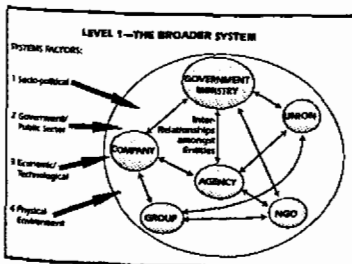 LEVEL 1—THE BROADER SYSTEM
SYSTEMS FACTORS:
1 Socio-political
2 Government/
Public Sector
3 Economic/
Technological
4 Physical
Environment
GOVERNMENT
MINISTRY
UNION
Inter
Relationships
amongst
Entities
COMPANY
AGENCY
GROUP
NGO